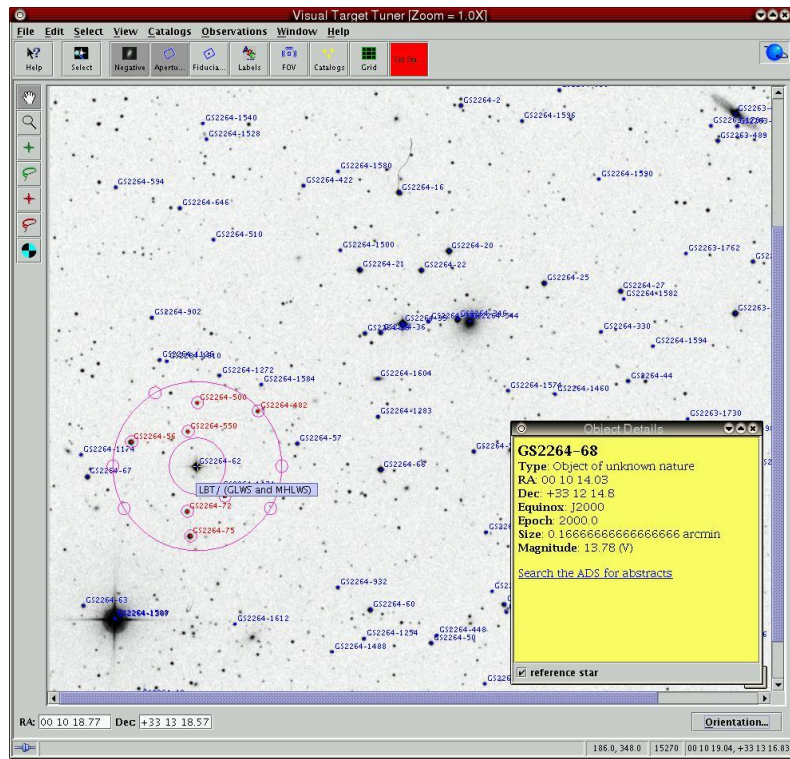 Visual Target Tuner [Zoom = 1.0X]
File Edit Select View Catalogs Observations Window Help
Help Select Negative Apertu... Fiducia... Labels FOV Catalogs Grid
GS2264-2
GS2264-1540
GS2264-1596
GS2264-1528
GS2263-489
GS2264-1580
GS2264-594
GS2264-422
GS2264-16
GS2264-1590
GS2264-646
GS2264-510
GS2264-1500
GS2264-20
GS2263-1762
GS2264-21
GS2264-22
GS2264-25
GS2264-27
GS2264-1582
GS2264-902
GS2264-330
GS2264-1594
GS2264-1272
GS2264-1604
GS2264-1584
GS2264-44
GS2264-1460
GS2264-500
GS2264-482
GS2264-1283
GS2263-1730
GS2264-550
GS2264-56
GS2264-57
GS2264-1174
GS2264-62
GS2264-67
GS2264-66
LBT/ (GLWS and MHLWS)
GS2264-72
GS2264-75
Object Details
GS2264-68
Type: Object of unknown nature
RA: 00 10 14.03
Dec: +33 12 14.8
Equinox: J2000
Epoch: 2000.0
Size: 0.16666666666666666 arcmin
Magnitude: 13.78 (V)
Search the ADS for abstracts
reference star
GS2264-932
GS2264-63
GS2264-60
GS2264-1612
GS2264-448
GS2264-1254
GS2264-50
GS2264-1488
RA: 00 10 18.77 Dec: +33 13 18.57 Orientation...
186.0, 348.0 15270 00 10 19.04, +33 13 16.83